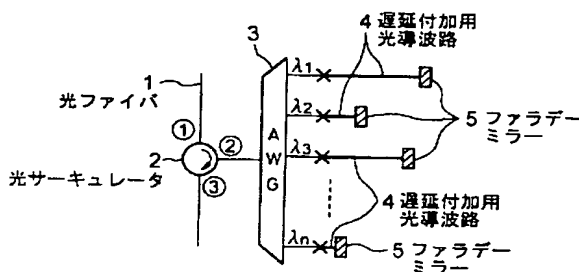 3
4 遅延付加用
光導波路
1
光ファイバ
λ1
λ2
①
2
②
A
W
G
λ3
5 ファラデー
ミラー
光サーキュレータ
③
4 遅延付加用
光導波路
λn
5 ファラデー
ミラー